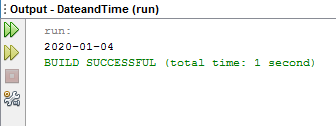 Output - DateandTime (run)
run:
2020-01-04
BUILD SUCCESSFUL (total time: 1 second)